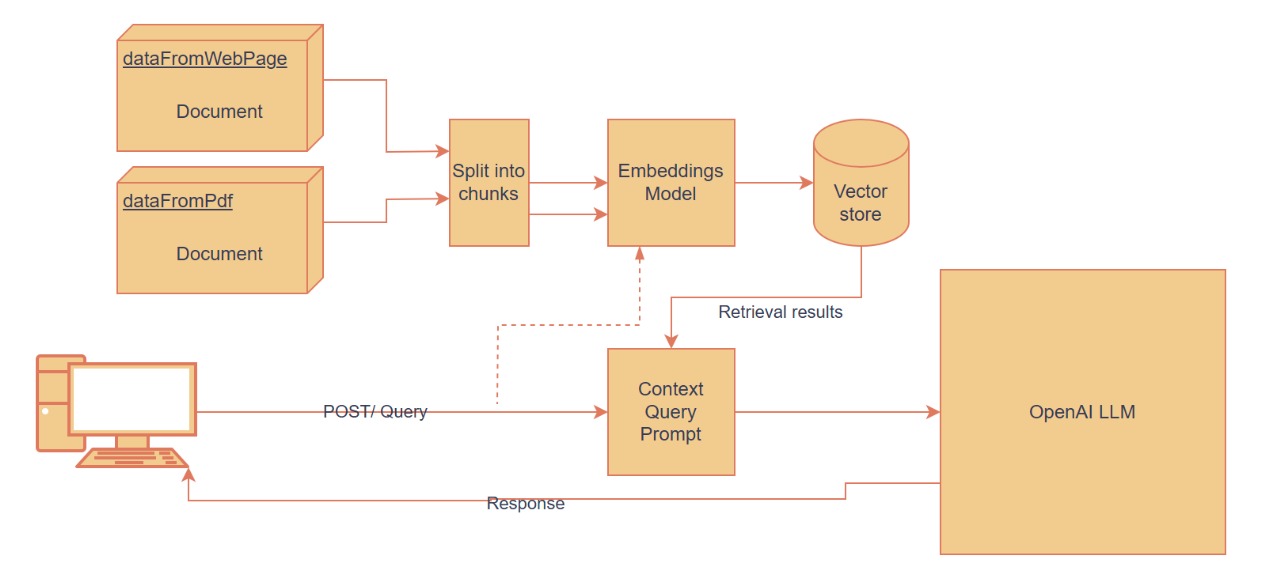 dataFromWebPage
Document
dataFromPdf
Document
Split into
chunks
Embeddings
Model
Vector
store
Retrieval results
POST/ Query
Context
Query
Prompt
OpenAI LLM
Response